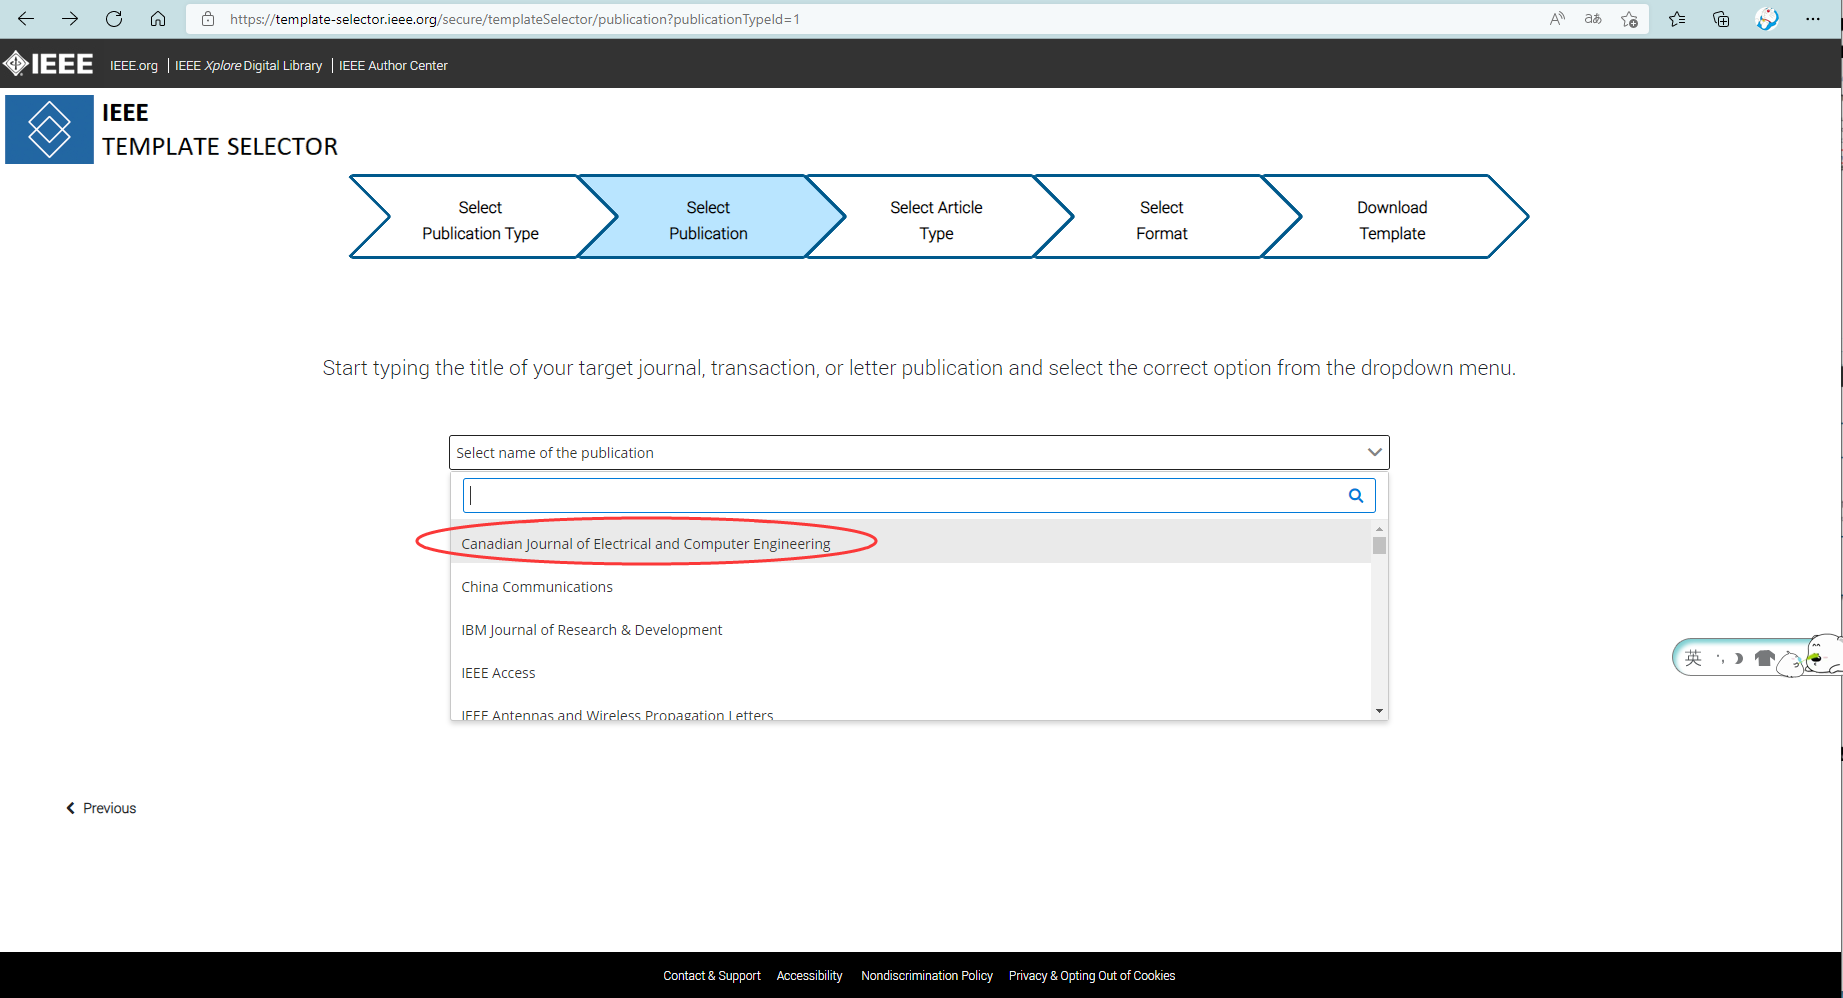 https://template-selector.ieee.org/secure/templateSelector/publication?publicationTypeId=1
IEEE IEEE.org | IEEE Xplore Digital Library | IEEE Author Center
IEEE
TEMPLATE SELECTOR
Select
Publication Type
Select
Publication
Select Article
Type
Select
Format
Download
Template
Start typing the title of your target journal, transaction, or letter publication and select the correct option from the dropdown menu.
Select name of the publication
Canadian Journal of Electrical and Computer Engineering
China Communications
IBM Journal of Research & Development
IEEE Access
IEEE Antennas and Wireless Propagation Letters
英
Previous
Contact & Support Accessibility Nondiscrimination Policy Privacy & Opting Out of Cookies